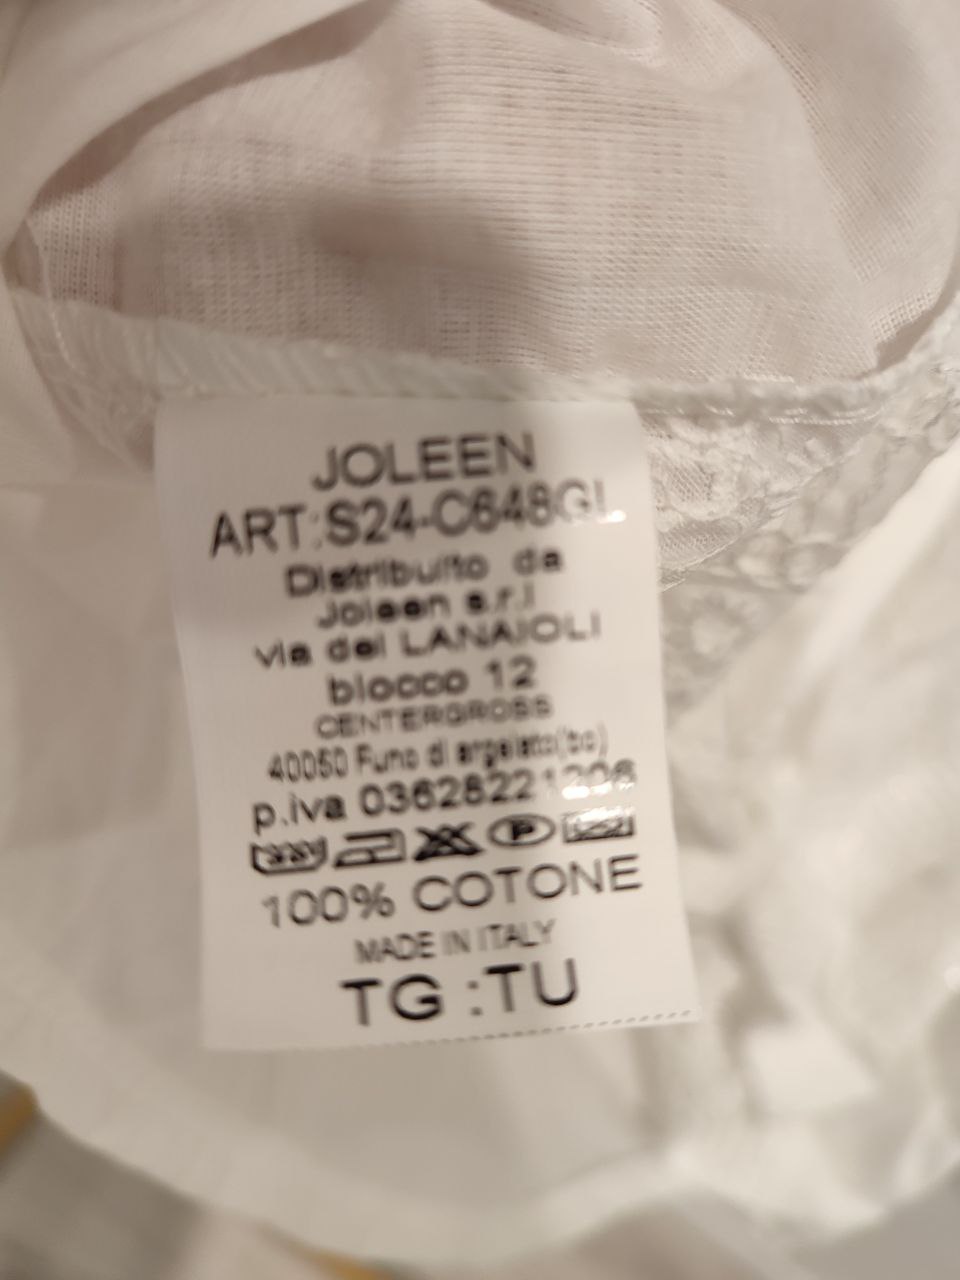 JOLEEN
ART:S24-C648GL
Distribuito da
Joleen s.r.l
via dei LANAIOLI
blocco 12
CENTERGROSS
40050 Funo di argelato(bo)
p.iva 03628221206
100% COTONE
MADE IN ITALY
TG :TU